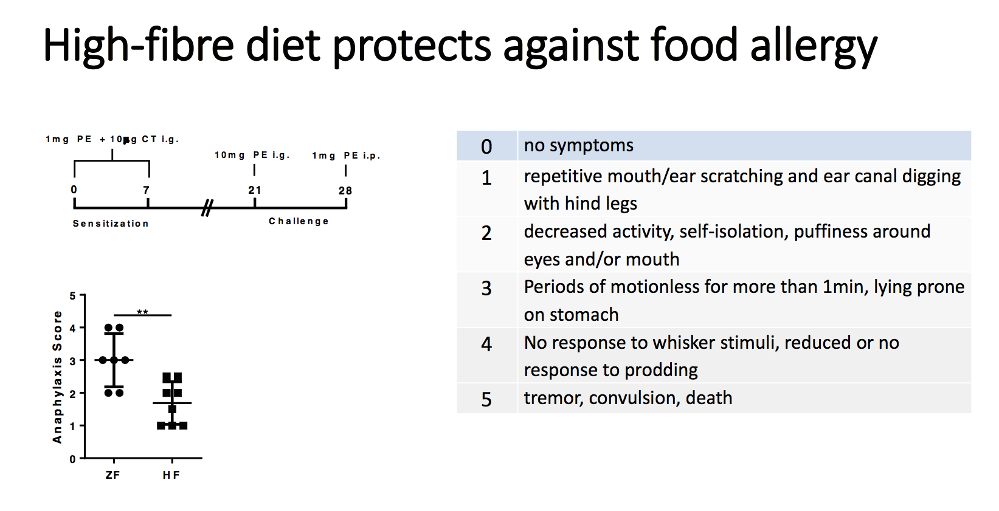 High-fibre diet protects against food allergy
1mg PE + 10µg CT i.g.
10mg PE i.g.
1mg PE i.p.
0
7
21
28
Sensitization
Challenge
5
4
3
2
1
0
Anaphylaxis Score
**
ZF
HF
0 no symptoms
1 repetitive mouth/ear scratching and ear canal digging
with hind legs
2 decreased activity, self-isolation, puffiness around
eyes and/or mouth
3 Periods of motionless for more than 1min, lying prone
on stomach
4 No response to whisker stimuli, reduced or no
response to prodding
5 tremor, convulsion, death